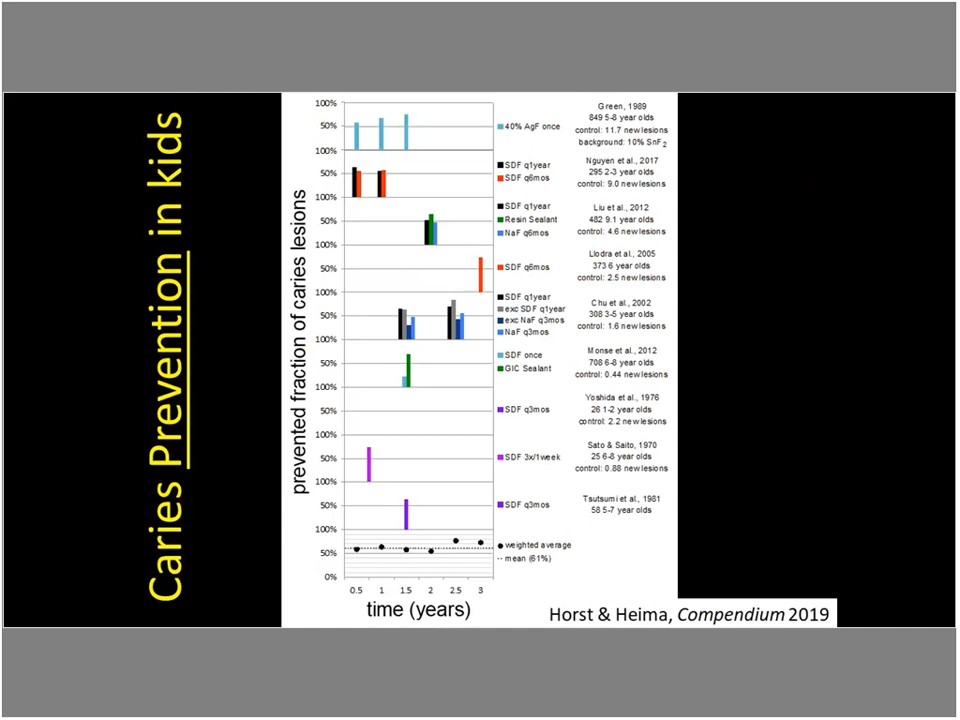 Caries Prevention in kids
prevented fraction of caries lesions
100%
50%
100%
50%
100%
50%
100%
50%
100%
50%
100%
50%
100%
50%
100%
50%
100%
50%
100%
50%
0%
0.5 1 1.5 2 2.5 3
time (years)
40% AgF once
SDF q1year
SDF q6mos
SDF q1year
Resin Sealant
NaF q6mos
SDF q6mos
SDF q1year
exc SDF q1year
exc NaF q3mos
NaF q3mos
SDF once
GIC Sealant
SDF q3mos
SDF 3x/1week
SDF q3mos
weighted average
mean (61%)
Green, 1989
849 5-8 year olds
control: 11.7 new lesions
background: 10% SnF2
Nguyen et al., 2017
295 2-3 year olds
control: 9.0 new lesions
Liu et al., 2012
482 9.1 year olds
control: 4.6 new lesions
Llodra et al., 2005
373 6 year olds
control: 2.5 new lesions
Chu et al., 2002
308 3-5 year olds
control: 1.6 new lesions
Monse et al., 2012
708 6-8 year olds
control: 0.44 new lesions
Yoshida et al., 1976
26 1-2 year olds
control: 2.2 new lesions
Sato & Saito, 1970
25 6-8 year olds
control: 0.88 new lesions
Tsutsumi et al., 1981
58 5-7 year olds
Horst & Heima, Compendium 2019